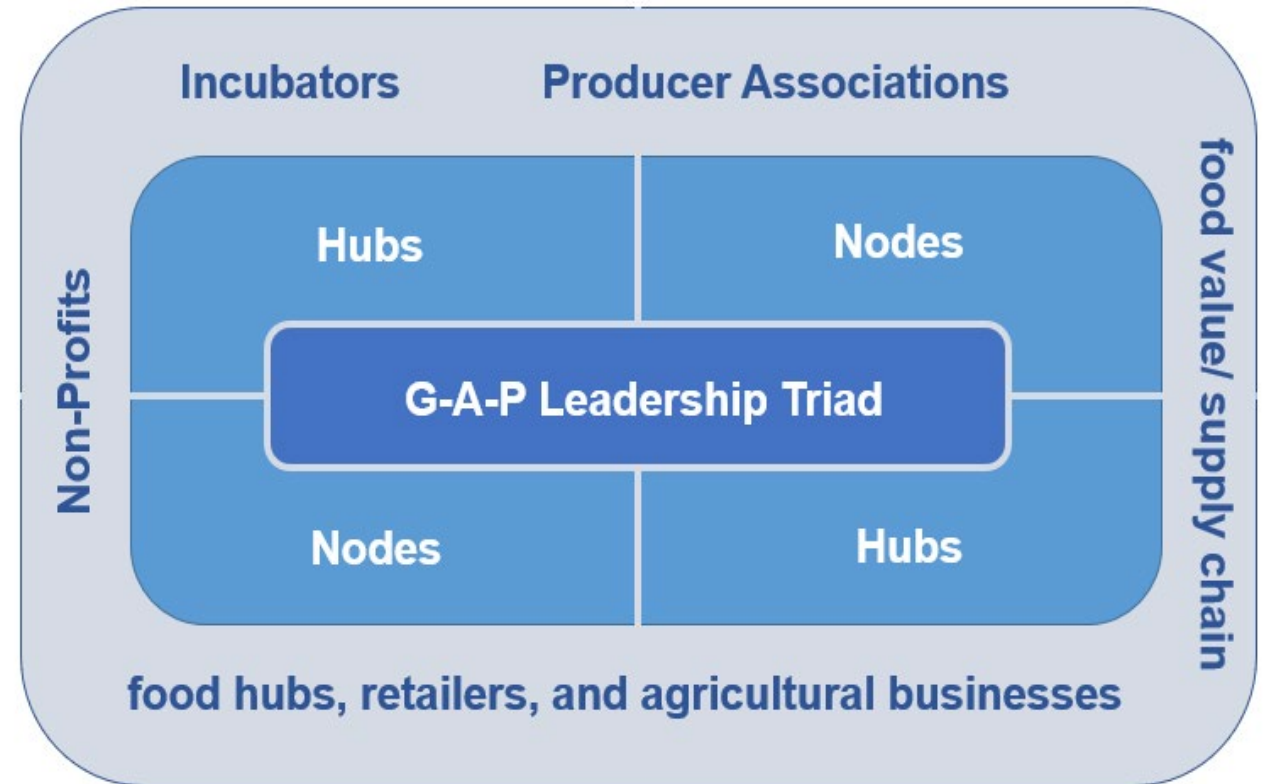 Incubators
Producer Associations
Non-Profits
food value/ supply chain
Hubs
Nodes
G-A-P Leadership Triad
Nodes
Hubs
food hubs, retailers, and agricultural businesses